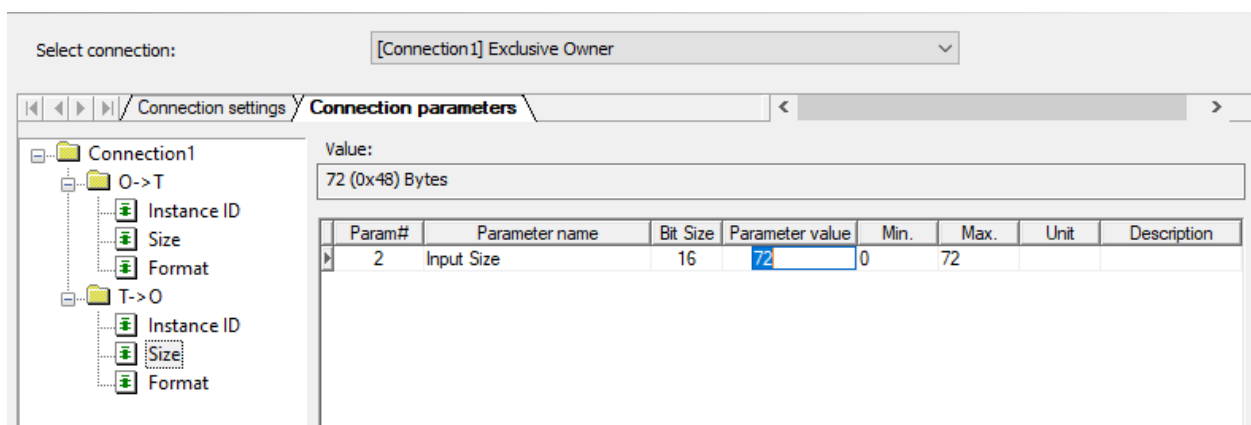 Select connection: [Connection1] Exclusive Owner
Connection settings Connection parameters
Connection1
O->T
Instance ID
Size
Format
T->O
Instance ID
Size
Format
Value:
72 (0x48) Bytes
Param# Parameter name Bit Size Parameter value Min. Max. Unit Description
2 Input Size 16 72 0 72